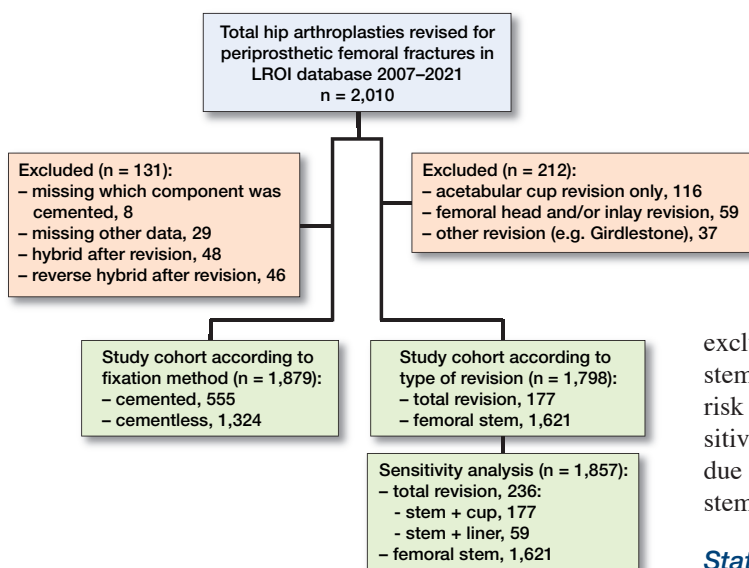 Total hip arthroplasties revised for
periprosthetic femoral fractures in
LROI database 2007–2021
n = 2,010
Excluded (n = 131):
– missing which component was
cemented, 8
– missing other data, 29
– hybrid after revision, 48
– reverse hybrid after revision, 46
Excluded (n = 212):
– acetabular cup revision only, 116
– femoral head and/or inlay revision, 59
– other revision (e.g. Girdlestone), 37
Study cohort according to
fixation method (n = 1,879):
– cemented, 555
– cementless, 1,324
Study cohort according to
type of revision (n = 1,798):
– total revision, 177
– femoral stem, 1,621
Sensitivity analysis (n = 1,857):
– total revision, 236:
- stem + cup, 177
- stem + liner, 59
– femoral stem, 1,621
excl
stem
risk
sitiv
due
stem
Stat